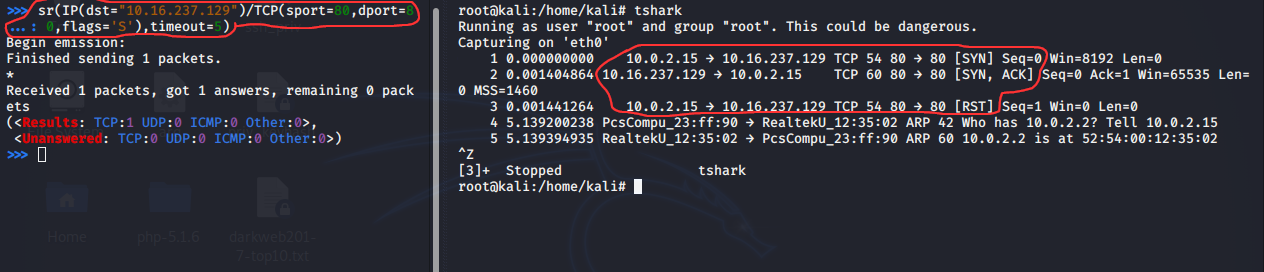 >>> sr(IP(dst="10.16.237.129")/TCP(sport=80,dport=8
...: 0,flags='S'),timeout=5)
Begin emission:
Finished sending 1 packets.
*
Received 1 packets, got 1 answers, remaining 0 pack
ets
(<Results: TCP:1 UDP:0 ICMP:0 Other:0>,
<Unanswered: TCP:0 UDP:0 ICMP:0 Other:0>)
>>>
Home
php-5.1.6
darkweb201
7-top10.txt
root@kali:/home/kali# tshark
Running as user "root" and group "root". This could be dangerous.
Capturing on 'eth0'
1 0.000000000 10.0.2.15 → 10.16.237.129 TCP 54 80 → 80 [SYN] Seq=0 Win=8192 Len=0
2 0.001404864 10.16.237.129 → 10.0.2.15 TCP 60 80 → 80 [SYN, ACK] Seq=0 Ack=1 Win=65535 Len=
0 MSS=1460
3 0.001441264 10.0.2.15 → 10.16.237.129 TCP 54 80 → 80 [RST] Seq=1 Win=0 Len=0
4 5.139200238 PcsCompu_23:ff:90 → RealtekU_12:35:02 ARP 42 Who has 10.0.2.2? Tell 10.0.2.15
5 5.139394935 RealtekU_12:35:02 → PcsCompu_23:ff:90 ARP 60 10.0.2.2 is at 52:54:00:12:35:02
^Z
[3]+ Stopped tshark
root@kali:/home/kali#